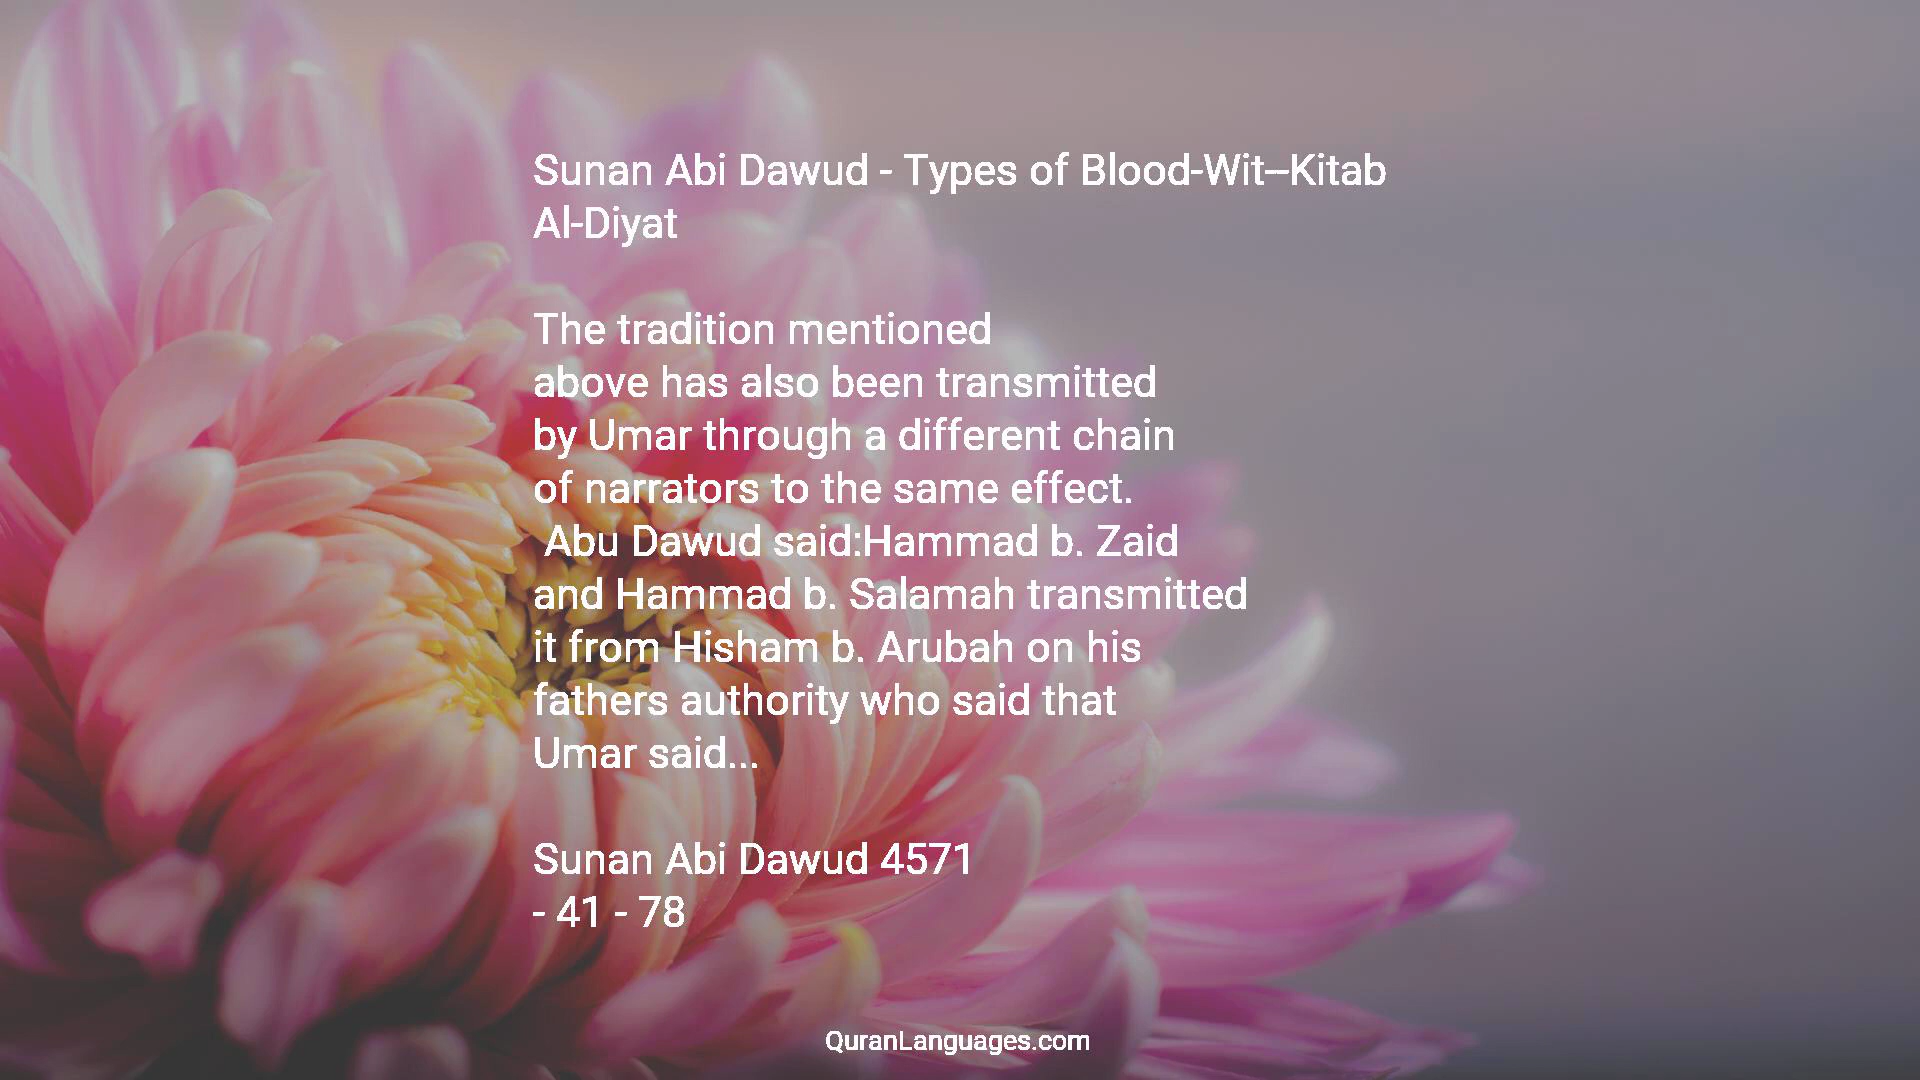 Sunan Abi Dawud - Types of Blood-Wit--Kitab
Al-Diyat
The tradition mentioned
above has also been transmitted
by Umar through a different chain
of narrators to the same effect.
Abu Dawud said:Hammad b. Zaid
and Hammad b. Salamah transmitted
it from Hisham b. Arubah on his
fathers authority who said that
Umar said...
Sunan Abi Dawud 4571
- 41 - 78
QuranLanguages.com